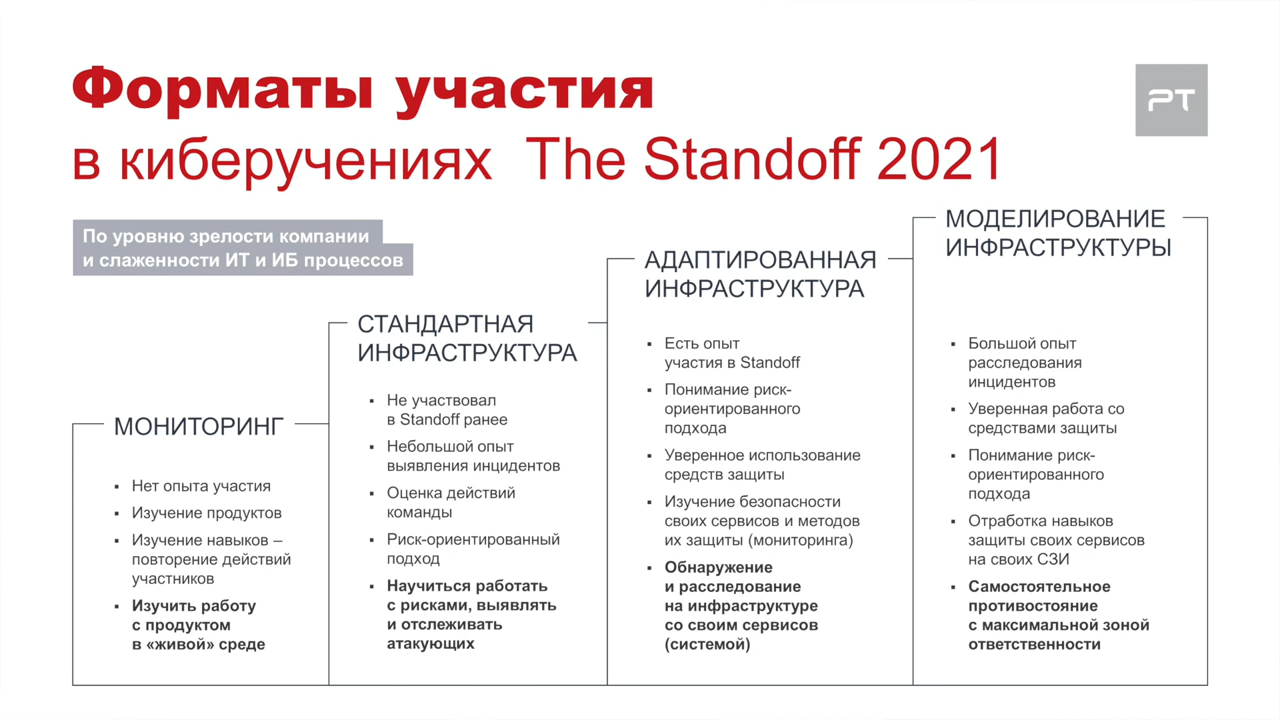 Форматы участия
в киберучениях The Standoff 2021
PT
По уровню зрелости компании
и слаженности ИТ и ИБ процессов
МОНИТОРИНГ
▪ Нет опыта участия
▪ Изучение продуктов
▪ Изучение навыков –
повторение действий
участников
▪ Изучить работу
с продуктом
в «живой» среде
СТАНДАРТНАЯ
ИНФРАСТРУКТУРА
▪ Не участвовал
в Standoff ранее
▪ Небольшой опыт
выявления инцидентов
▪ Оценка действий
команды
▪ Риск-ориентированный
подход
▪ Научиться работать
с рисками, выявлять
и отслеживать
атакующих
АДАПТИРОВАННАЯ
ИНФРАСТРУКТУРА
▪ Есть опыт
участия в Standoff
▪ Понимание риск-
ориентированного
подхода
▪ Уверенное использование
средств защиты
▪ Изучение безопасности
своих сервисов и методов
их защиты (мониторинга)
▪ Обнаружение
и расследование
на инфраструктуре
со своим сервисов
(системой)
МОДЕЛИРОВАНИЕ
ИНФРАСТРУКТУРЫ
▪ Большой опыт
расследования
инцидентов
▪ Уверенная работа со
средствами защиты
▪ Понимание риск-
ориентированного
подхода
▪ Отработка навыков
защиты своих сервисов
на своих СЗИ
▪ Самостоятельное
противостояние
с максимальной зоной
ответственности